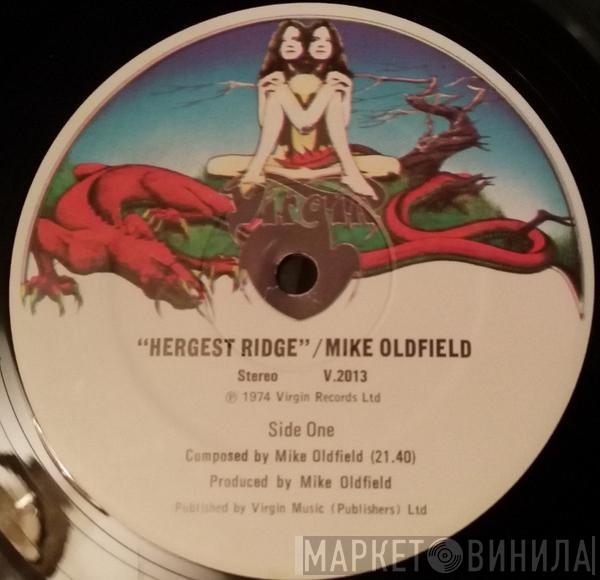 Virgin
"HERGEST RIDGE"/MIKE OLDFIELD
Stereo V.2013
℗ 1974 Virgin Records Ltd
Side One
Composed by Mike Oldfield (21.40)
Produced by Mike Oldfield
Published by Virgin Music (Publishers) Ltd
МАРКЕТ ВИНИЛА